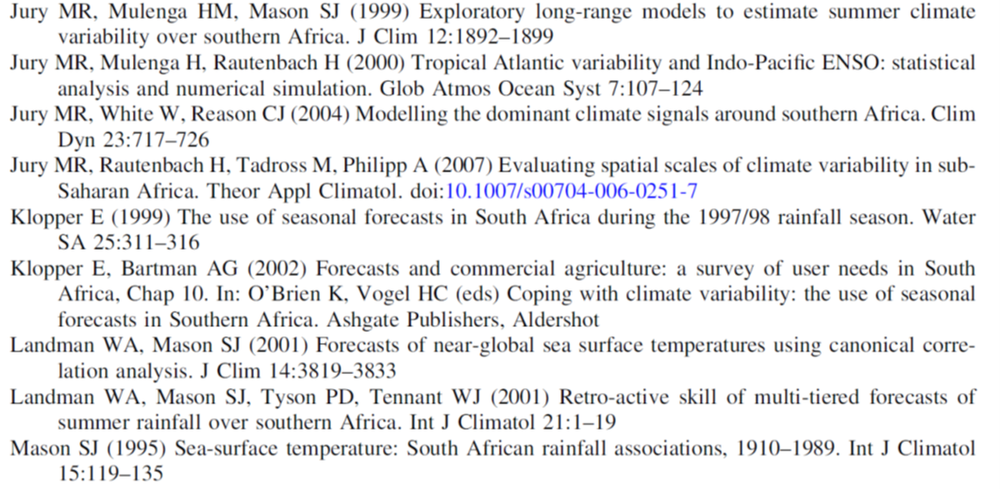 Jury MR, Mulenga HM, Mason SJ (1999) Exploratory long-range models to estimate summer climate
variability over southern Africa. J Clim 12:1892–1899
Jury MR, Mulenga H, Rautenbach H (2000) Tropical Atlantic variability and Indo-Pacific ENSO: statistical
analysis and numerical simulation. Glob Atmos Ocean Syst 7:107–124
Jury MR, White W, Reason CJ (2004) Modelling the dominant climate signals around southern Africa. Clim
Dyn 23:717–726
Jury MR, Rautenbach H, Tadross M, Philipp A (2007) Evaluating spatial scales of climate variability in sub-
Saharan Africa. Theor Appl Climatol. doi:10.1007/s00704-006-0251-7
Klopper E (1999) The use of seasonal forecasts in South Africa during the 1997/98 rainfall season. Water
SA 25:311–316
Klopper E, Bartman AG (2002) Forecasts and commercial agriculture: a survey of user needs in South
Africa, Chap 10. In: O’Brien K, Vogel HC (eds) Coping with climate variability: the use of seasonal
forecasts in Southern Africa. Ashgate Publishers, Aldershot
Landman WA, Mason SJ (2001) Forecasts of near-global sea surface temperatures using canonical corre-
lation analysis. J Clim 14:3819–3833
Landman WA, Mason SJ, Tyson PD, Tennant WJ (2001) Retro-active skill of multi-tiered forecasts of
summer rainfall over southern Africa. Int J Climatol 21:1–19
Mason SJ (1995) Sea-surface temperature: South African rainfall associations, 1910–1989. Int J Climatol
15:119–135